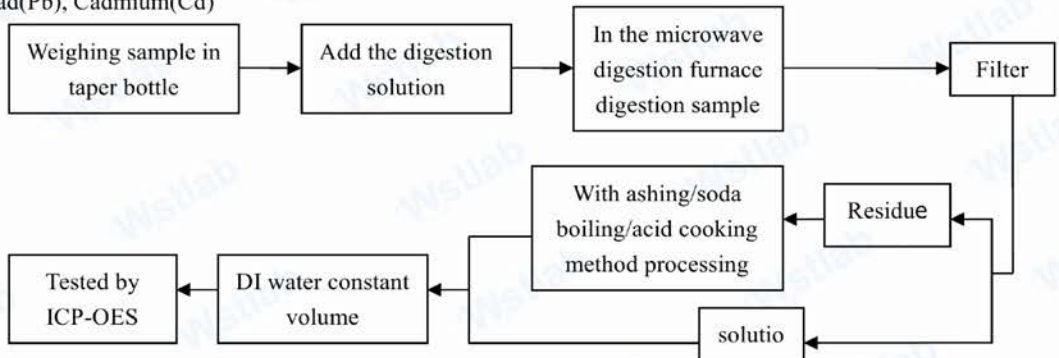 ad(Pb), Cadmium(Cd)
Weighing sample in
taper bottle
Add the digestion
solution
In the microwave
digestion furnace
digestion sample
Filter
With ashing/soda
boiling/acid cooking
method processing
Residue
Tested by
ICP-OES
DI water constant
volume
solutio
Wstlab